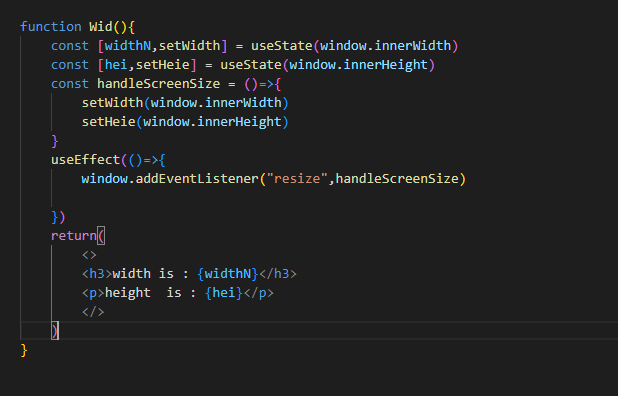 function Wid(){
    const [widthN,setWidth] = useState(window.innerWidth)
    const [hei,setHeie] = useState(window.innerHeight)
    const handleScreenSize = ()=>{
        setWidth(window.innerWidth)
        setHeie(window.innerHeight)
    }
    useEffect(()=>{
        window.addEventListener("resize",handleScreenSize)
    })
    return(
        <>
        <h3>width is : {widthN}</h3>
        <p>height  is : {hei}</p>
        </>
    )
}